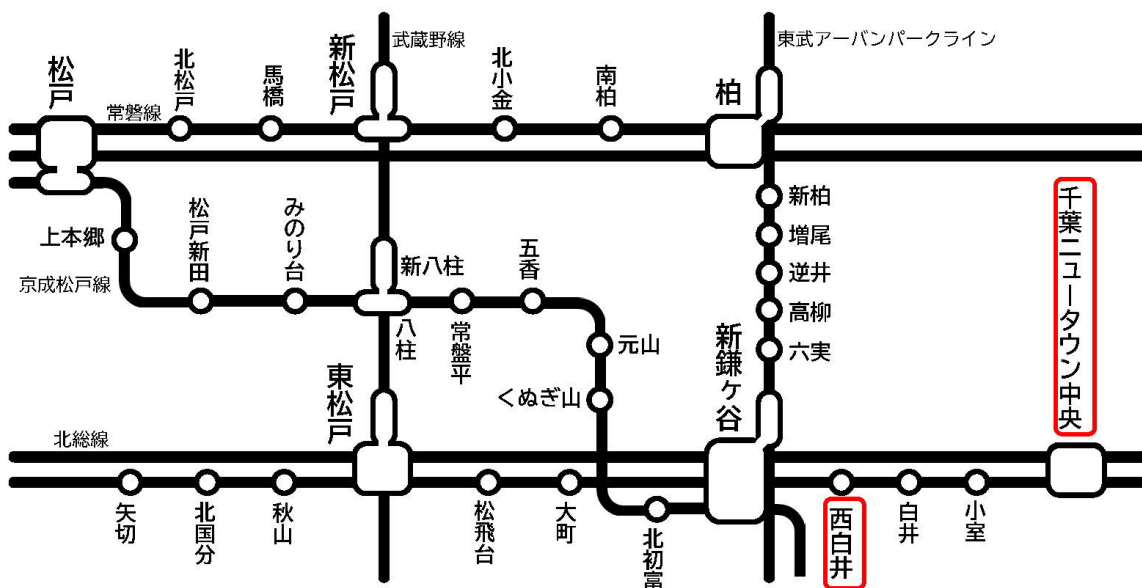 松戸
北松戸
馬橋
新松戸
武蔵野線
北小金
南柏
柏
東武アーバンパークライン
常磐線
新柏
増尾
逆井
高柳
六実
上本郷
京成松戸線
松戸新田
みのり台
新八柱
八柱
常盤平
五香
元山
くぬぎ山
新鎌ヶ谷
千葉ニュータウン中央
東松戸
北総線
矢切
北国分
秋山
松飛台
大町
北初富
西白井
白井
小室